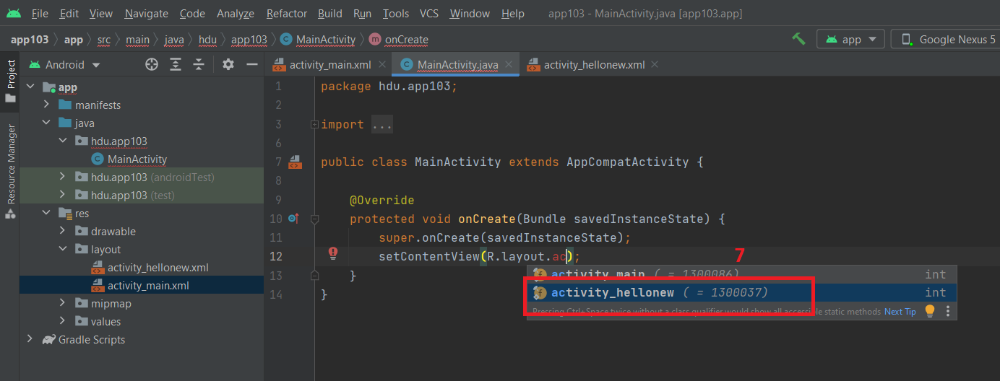 File Edit View Navigate Code Analyze Refactor Build Run Tools VCS Window Help app103 - MainActivity.java [app103.app]
app103 app src main java hdu app103 MainActivity onCreate app Google Nexus 5
Project
Resource Manager
Android
app
manifests
java
hdu.app103
MainActivity
hdu.app103 (androidTest)
hdu.app103 (test)
res
drawable
layout
activity_hellonew.xml
activity_main.xml
mipmap
values
Gradle Scripts
activity_main.xml MainActivity.java activity_hellonew.xml
1 package hdu.app103;
2
3 import ...
6
7 public class MainActivity extends AppCompatActivity {
8
9 @Override
10 protected void onCreate(Bundle savedInstanceState) {
11 super.onCreate(savedInstanceState);
12 setContentView(R.layout.ac);
13 }
14 }
7
activity_main ( = 1300086) int
activity_hellonew ( = 1300037) int
Pressing Ctrl+Space twice without a class qualifier would show all accessible static methods Next Tip